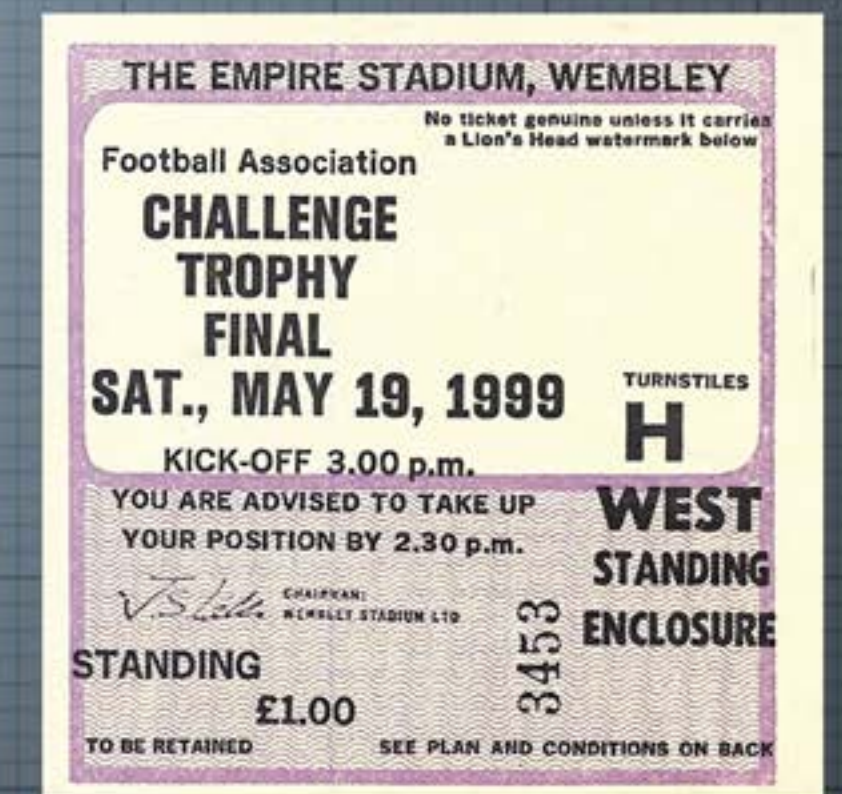 THE EMPIRE STADIUM, WEMBLEY
No ticket genuine unless it carries
a Lion's Head watermark below
Football Association
CHALLENGE
TROPHY
FINAL
SAT., MAY 19, 1999
TURNSTILES
H
KICK-OFF 3.00 p.m.
YOU ARE ADVISED TO TAKE UP
YOUR POSITION BY 2.30 p.m.
WEST
STANDING
ENCLOSURE
CHAIRMAN:
WEMBLEY STADIUM LTD
3453
STANDING
£1.00
TO BE RETAINED
SEE PLAN AND CONDITIONS ON BACK